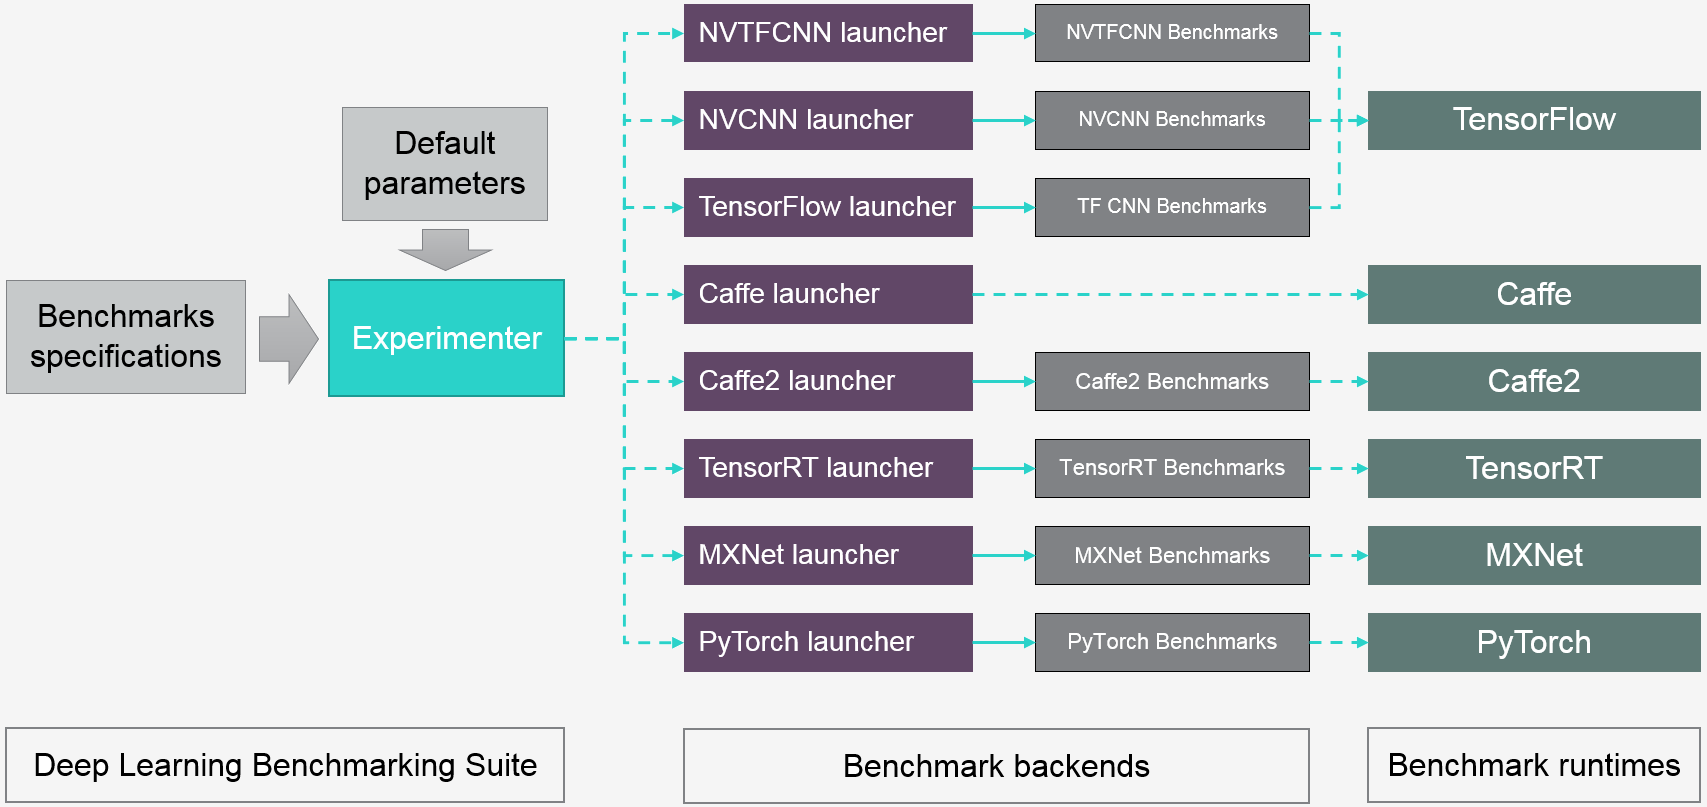 NVTFCNN launcher
NVTFCNN Benchmarks
NVCNN launcher
NVCNN Benchmarks
TensorFlow
Default
parameters
TensorFlow launcher
TF CNN Benchmarks
Benchmarks
specifications
Experimenter
Caffe launcher
Caffe
Caffe2 launcher
Caffe2 Benchmarks
Caffe2
TensorRT launcher
TensorRT Benchmarks
TensorRT
MXNet launcher
MXNet Benchmarks
MXNet
PyTorch launcher
PyTorch Benchmarks
PyTorch
Deep Learning Benchmarking Suite
Benchmark backends
Benchmark runtimes